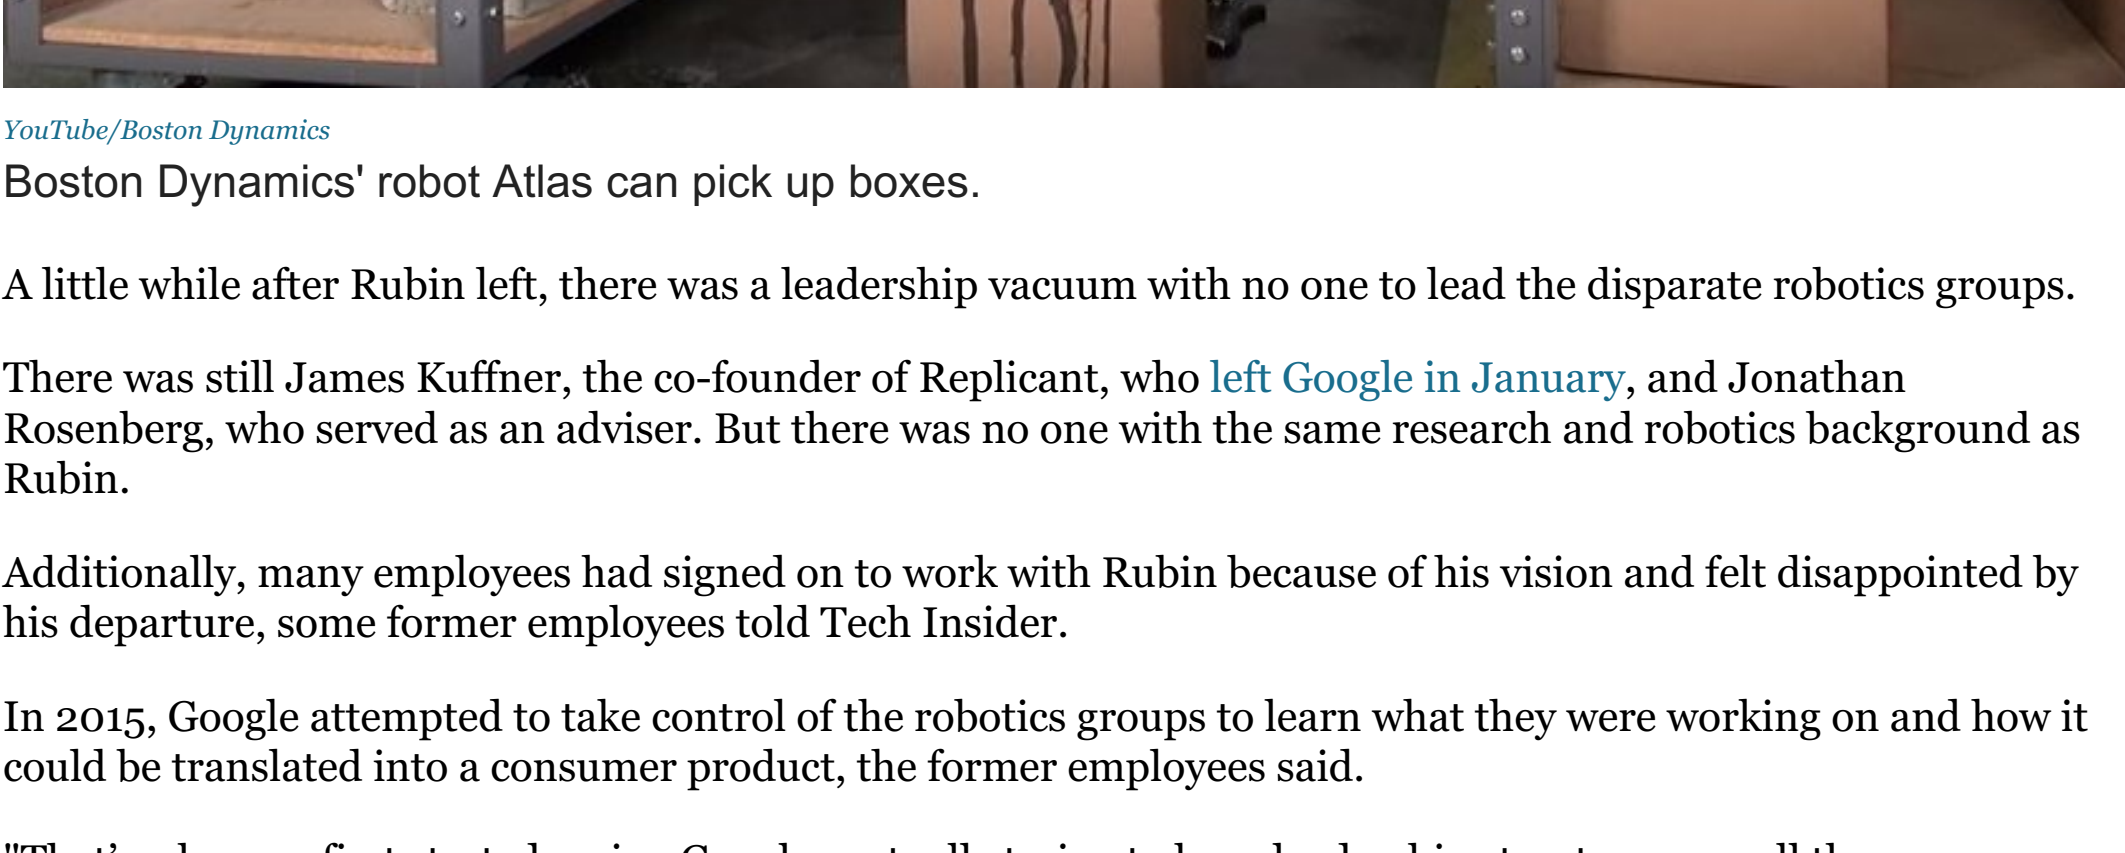 YouTube/Boston Dynamics
Boston Dynamics' robot Atlas can pick up boxes.
A little while after Rubin left, there was a leadership vacuum with no one to lead the disparate robotics groups.
There was still James Kuffner, the co-founder of Replicant, who left Google in January, and Jonathan
Rosenberg, who served as an adviser. But there was no one with the same research and robotics background as
Rubin.
Additionally, many employees had signed on to work with Rubin because of his vision and felt disappointed by
his departure, some former employees told Tech Insider.
In 2015, Google attempted to take control of the robotics groups to learn what they were working on and how it
could be translated into a consumer product, the former employees said.